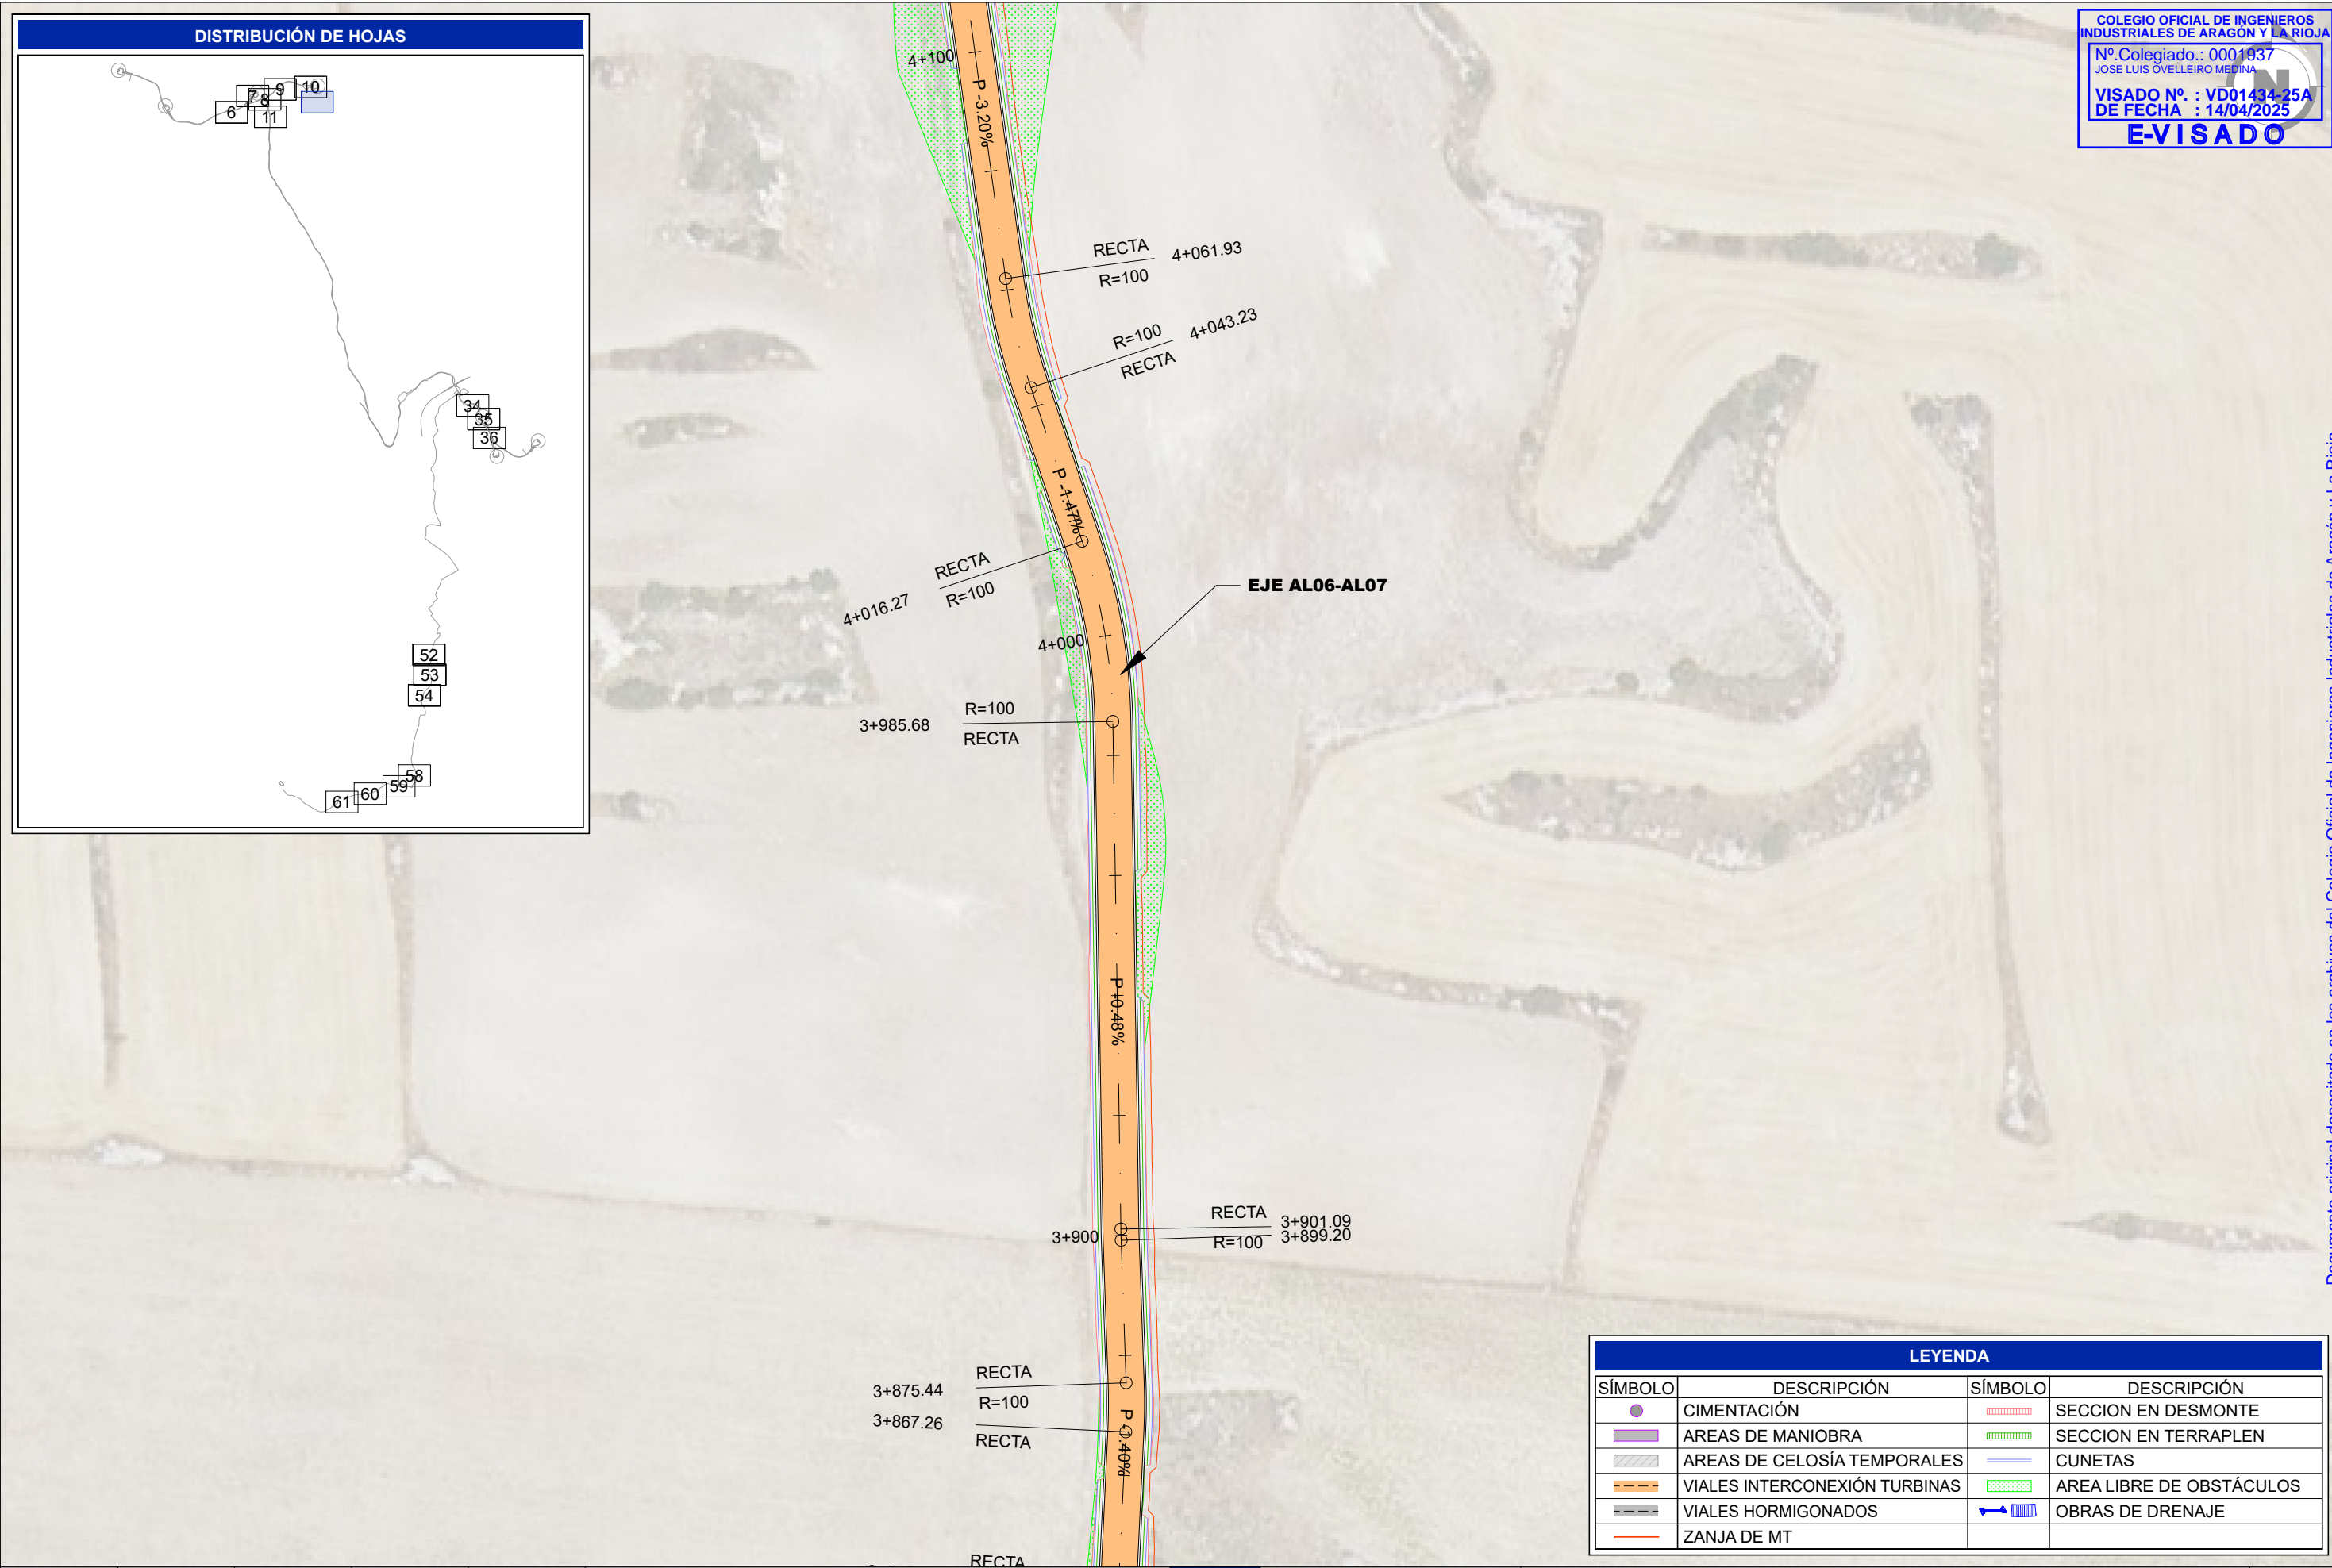 DISTRIBUCIÓN DE HOJAS
6
7
8
9
10
11
34
35
36
52
53
54
58
59
60
61
COLEGIO OFICIAL DE INGENIEROS
INDUSTRIALES DE ARAGÓN Y LA RIOJA
Nº.Colegiado.: 0001937
JOSE LUIS OVELLEIRO MEDINA
VISADO Nº. : VD01434-25A
DE FECHA : 14/04/2025
E-VISADO
N
4+100
P -3.20%
RECTA
R=100
4+061.93
R=100
RECTA
4+043.23
P -1.47%
RECTA
R=100
4+016.27
EJE AL06-AL07
4+000
R=100
RECTA
3+985.68
P+0.48%
RECTA
3+901.09
R=100
3+899.20
3+900
RECTA
R=100
3+875.44
3+867.26
RECTA
RECTA
LEYENDA
SÍMBOLO DESCRIPCIÓN SÍMBOLO DESCRIPCIÓN
CIMENTACIÓN SECCION EN DESMONTE
AREAS DE MANIOBRA SECCION EN TERRAPLEN
AREAS DE CELOSÍA TEMPORALES CUNETAS
VIALES INTERCONEXIÓN TURBINAS AREA LIBRE DE OBSTÁCULOS
VIALES HORMIGONADOS OBRAS DE DRENAJE
ZANJA DE MT